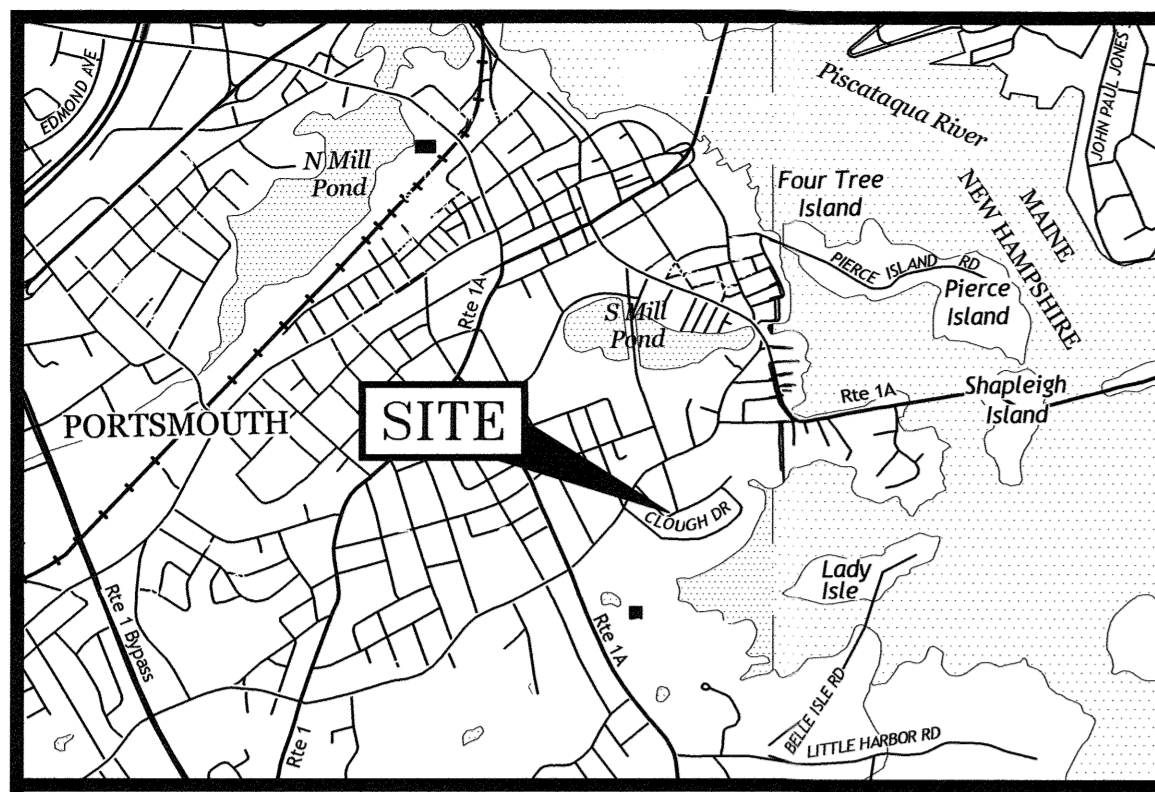 EDMOND AVE
Piscataqua River
JOHN PAUL JONES
N Mill
Pond
Four Tree
Island
MAINE
NEW HAMPSHIRE
PIERCE ISLAND RD
Pierce
Island
Rte 1A
S Mill
Pond
Rte 1A
Shapleigh
Island
PORTSMOUTH
SITE
CLOUGH DR
Lady
Isle
Rte 1 Bypass
Rte 1A
BELLE ISLE RD
Rte 1
LITTLE HARBOR RD